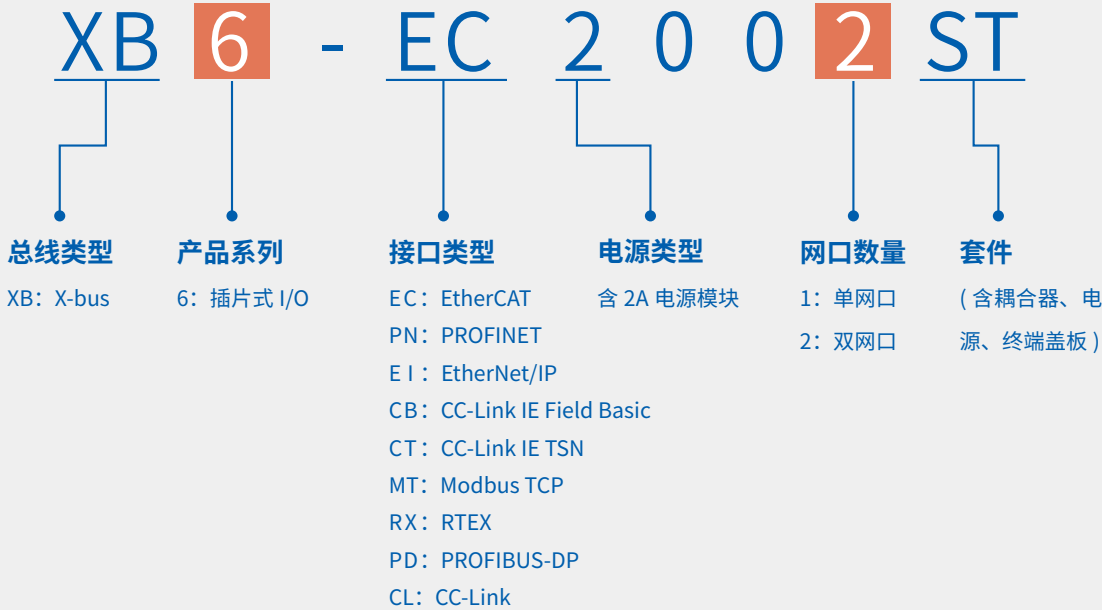 XB 6 - EC 2 0 0 2 ST
总线类型
XB：X-bus
产品系列
6：插片式 I/O
接口类型
EC：EtherCAT
PN：PROFINET
EI：EtherNet/IP
CB：CC-Link IE Field Basic
CT：CC-Link IE TSN
MT：Modbus TCP
RX：RTEX
PD：PROFIBUS-DP
CL：CC-Link
电源类型
含 2A 电源模块
网口数量
1：单网口
2：双网口
套件
( 含耦合器、电
源、终端盖板 )